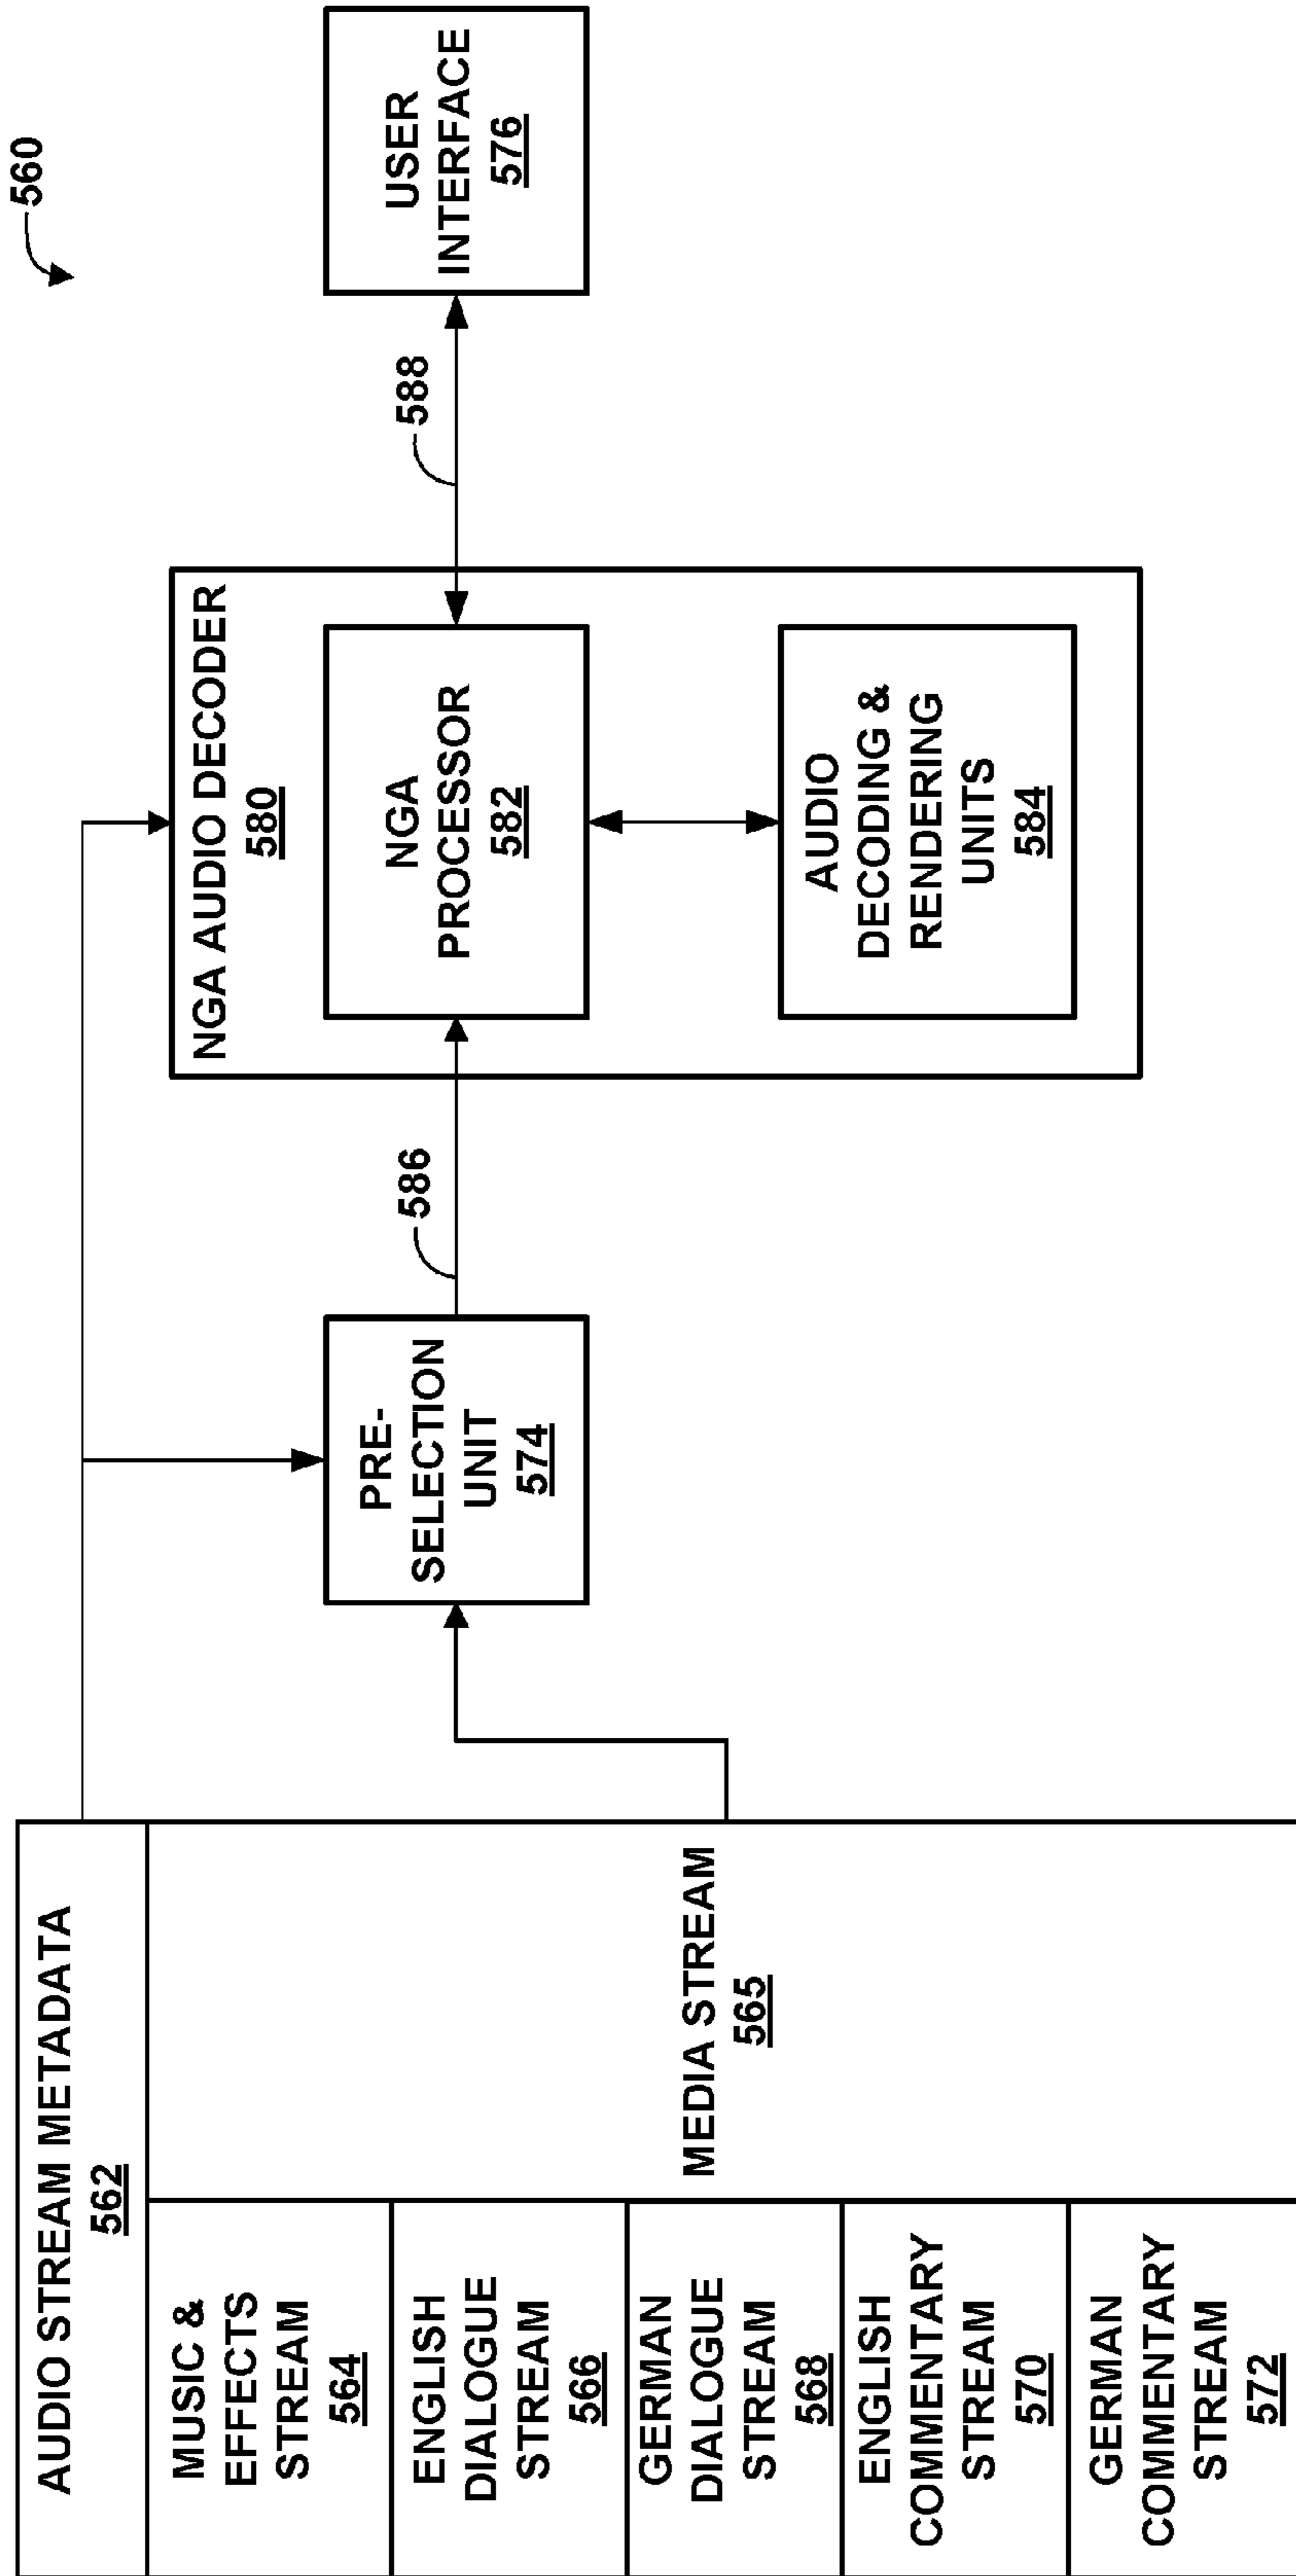 560
AUDIO STREAM METADATA
562
MUSIC &
EFFECTS
STREAM
564
ENGLISH
DIALOGUE
STREAM
566
GERMAN
DIALOGUE
STREAM
568
ENGLISH
COMMENTARY
STREAM
570
GERMAN
COMMENTARY
STREAM
572
MEDIA STREAM
565
PRE-
SELECTION
UNIT
574
586
NGA AUDIO DECODER
580
NGA
PROCESSOR
582
AUDIO
DECODING &
RENDERING
UNITS
584
588
USER
INTERFACE
576